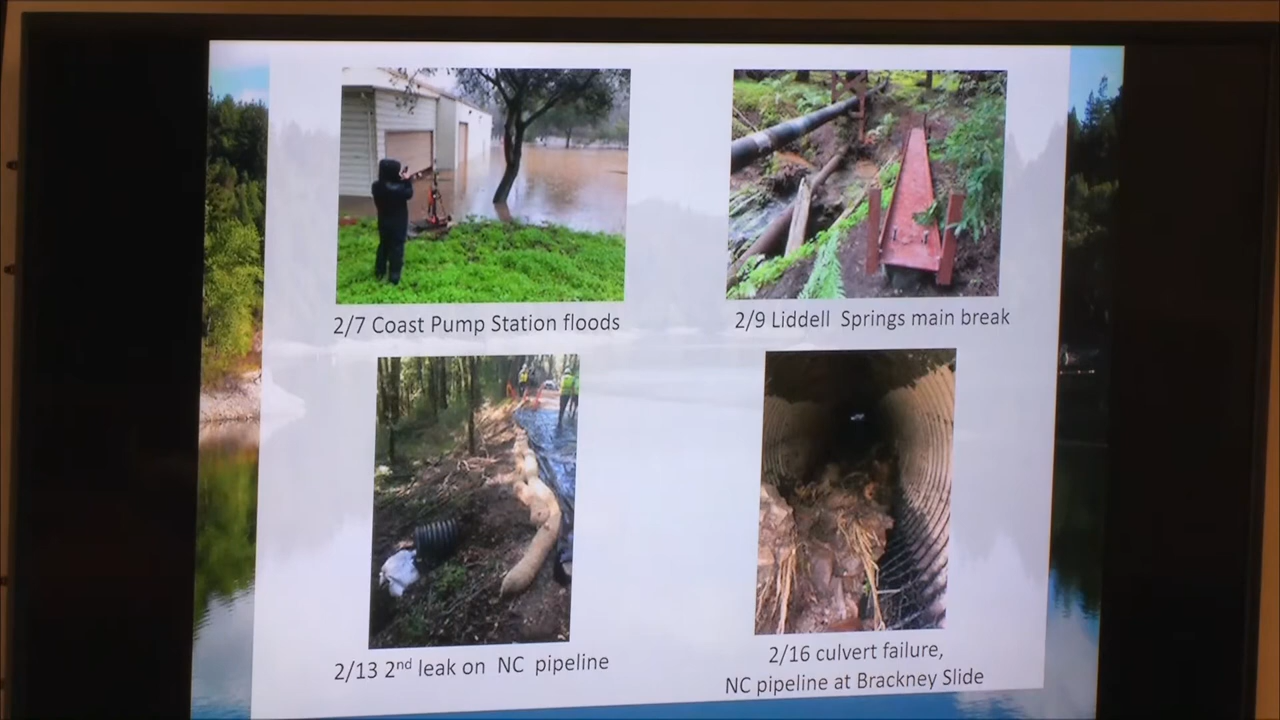 2/7 Coast Pump Station floods
2/9 Liddell Springs main break
2/13 2nd leak on NC pipeline
2/16 culvert failure,
NC pipeline at Brackney Slide